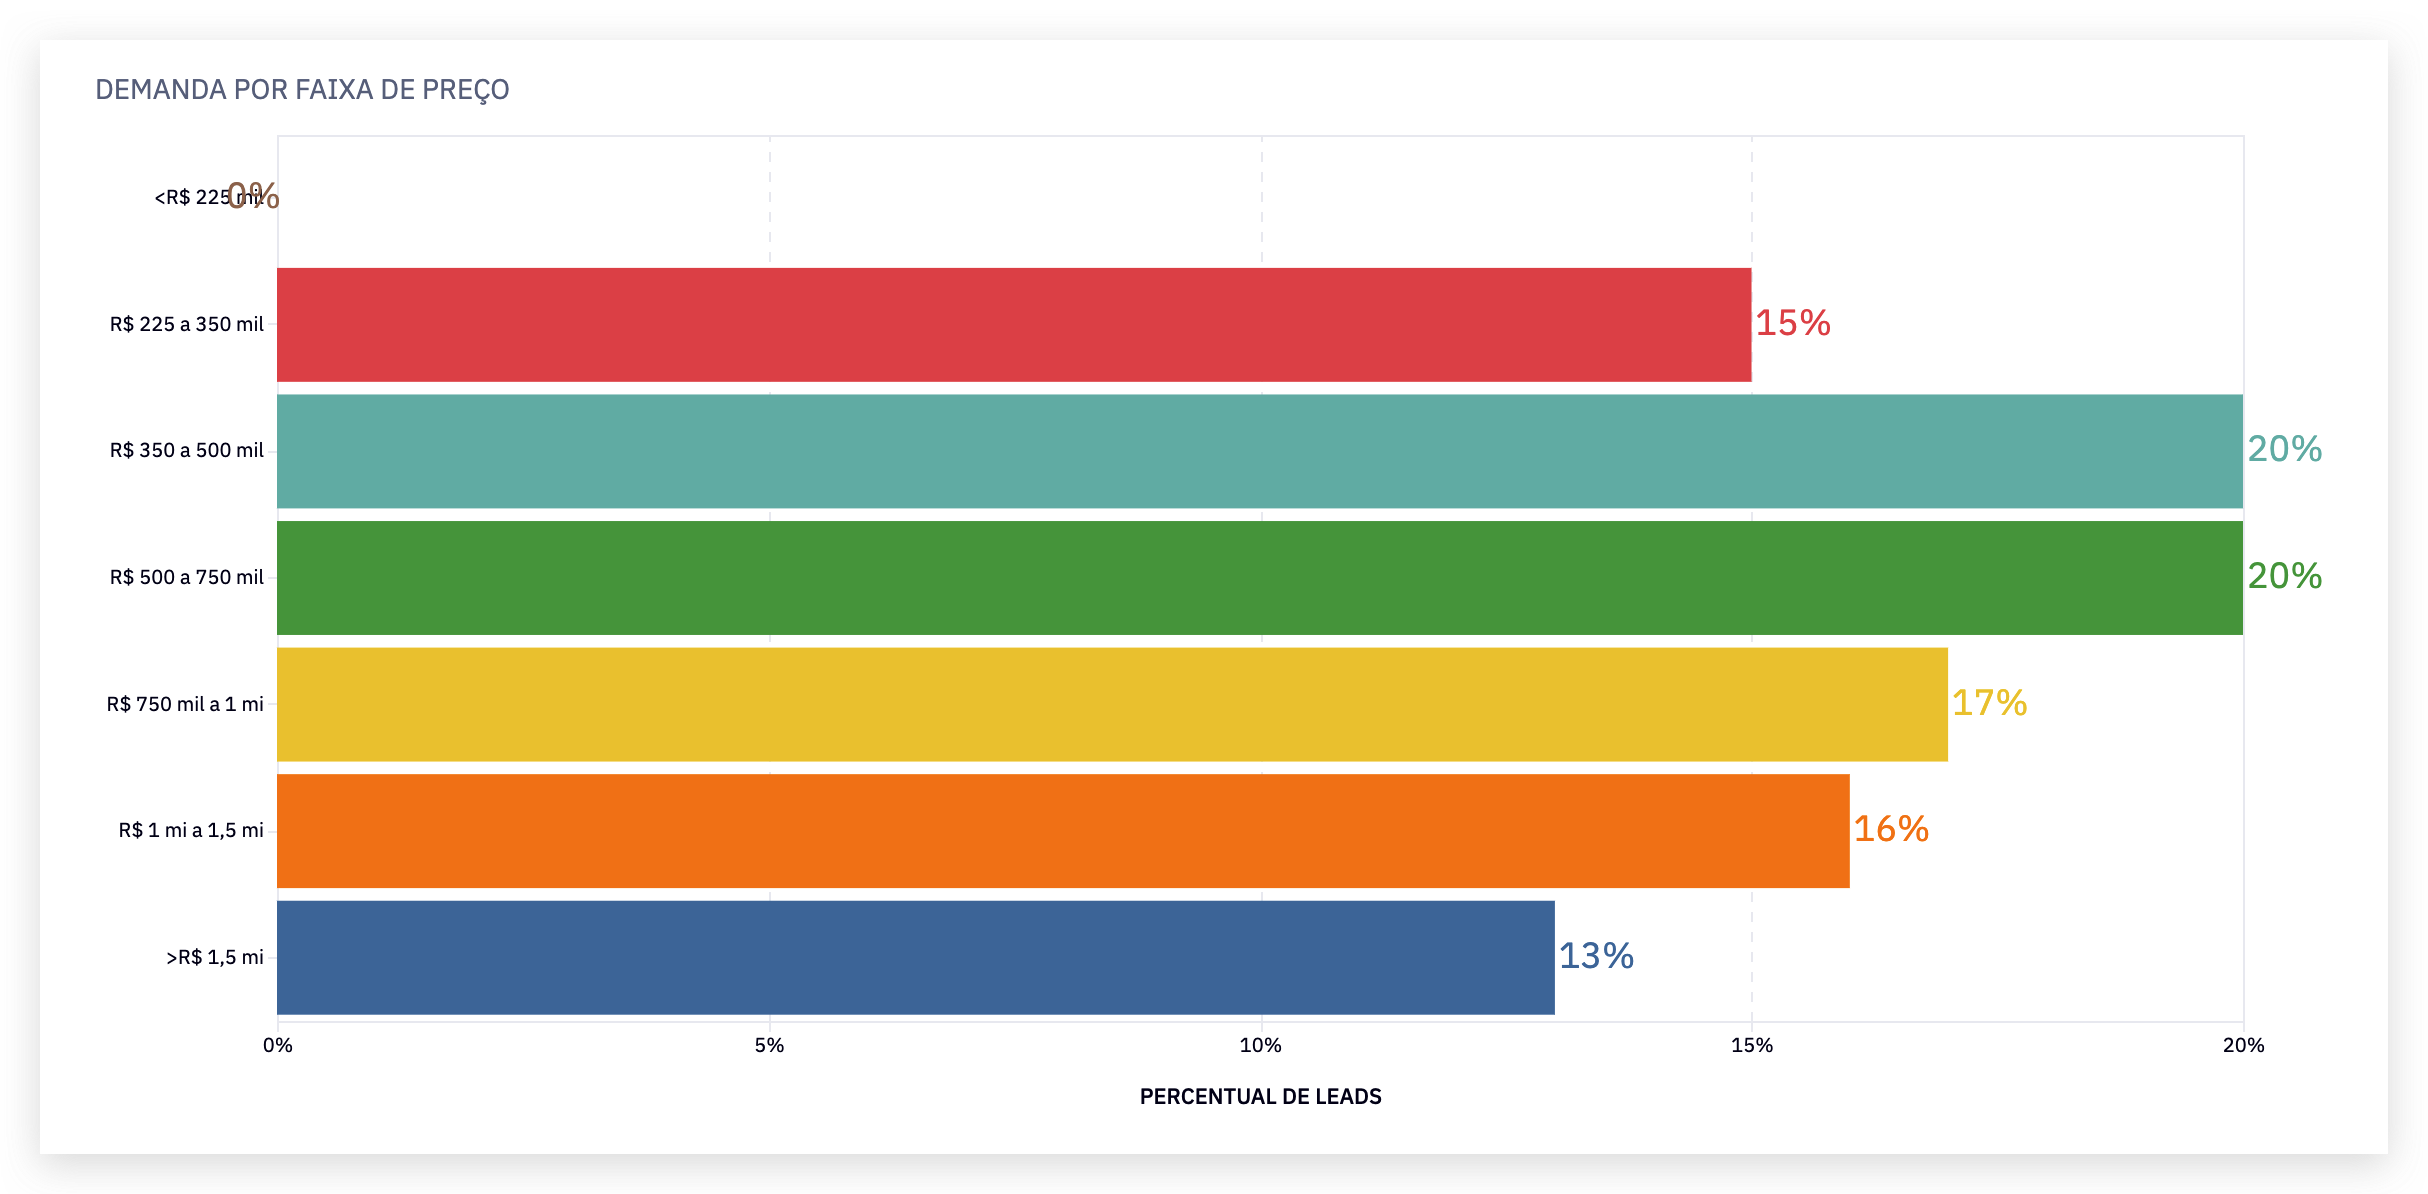 DEMANDA POR FAIXA DE PREÇO
<R$ 225 mil
0%
R$ 225 a 350 mil
15%
R$ 350 a 500 mil
20%
R$ 500 a 750 mil
20%
R$ 750 mil a 1 mi
17%
R$ 1 mi a 1,5 mi
16%
>R$ 1,5 mi
13%
0%
5%
10%
15%
20%
PERCENTUAL DE LEADS